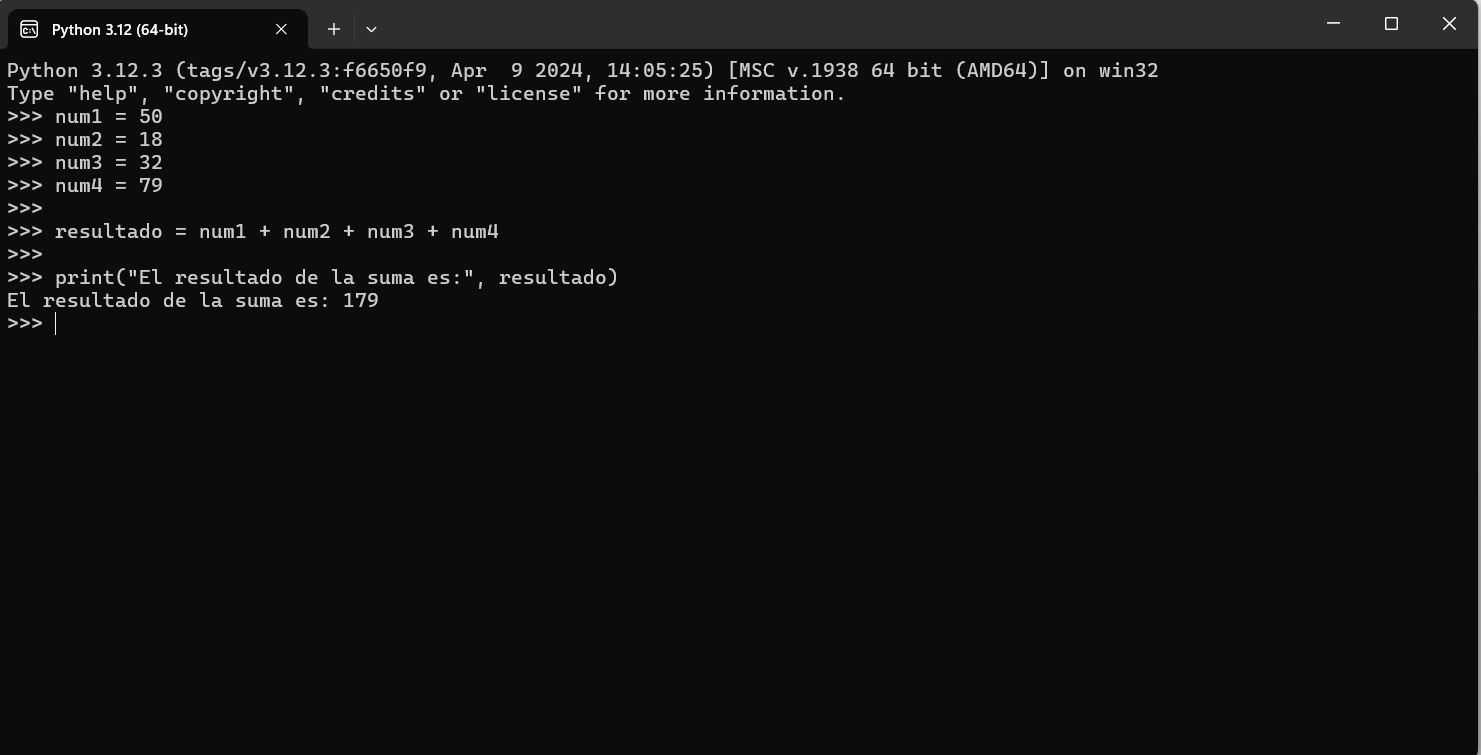 Python 3.12 (64-bit)
Python 3.12.3 (tags/v3.12.3:f6650f9, Apr  9 2024, 14:05:25) [MSC v.1938 64 bit (AMD64)] on win32
Type "help", "copyright", "credits" or "license" for more information.
>>> num1 = 50
>>> num2 = 18
>>> num3 = 32
>>> num4 = 79
>>>
>>> resultado = num1 + num2 + num3 + num4
>>>
>>> print("El resultado de la suma es:", resultado)
El resultado de la suma es: 179
>>>